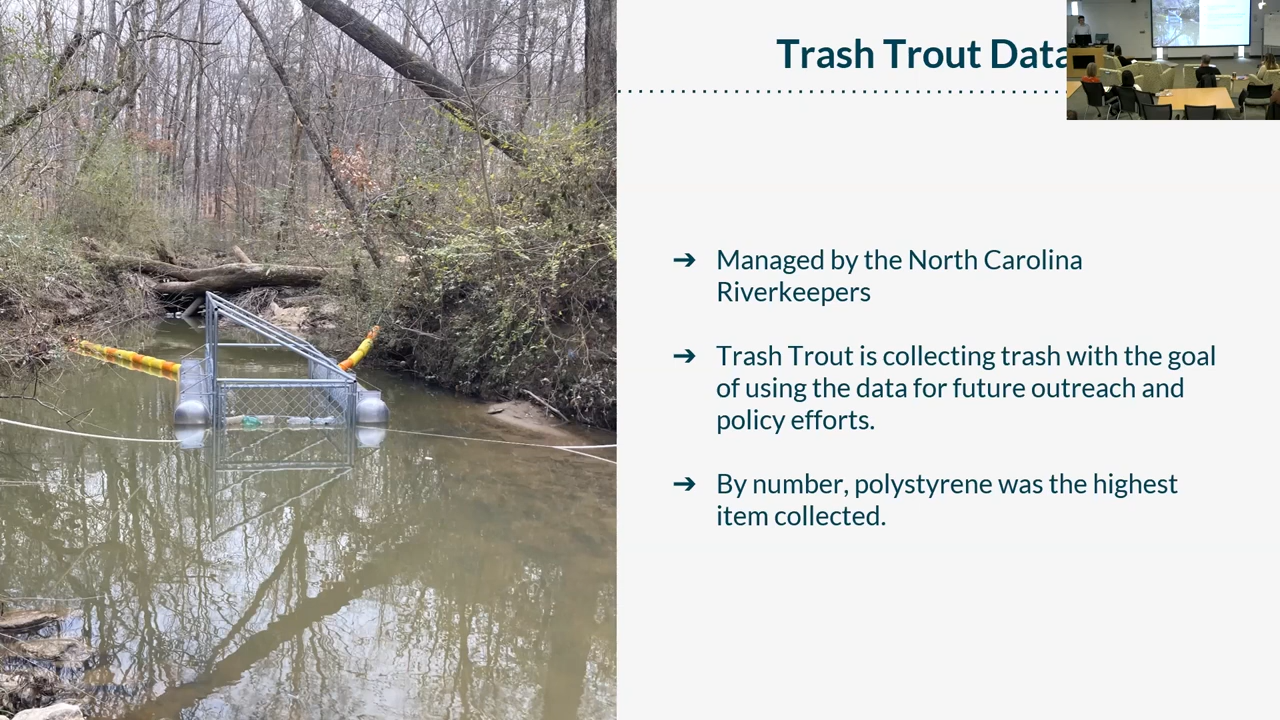 Trash Trout Data
➔ Managed by the North Carolina
Riverkeepers
➔ Trash Trout is collecting trash with the goal
of using the data for future outreach and
policy efforts.
➔ By number, polystyrene was the highest
item collected.